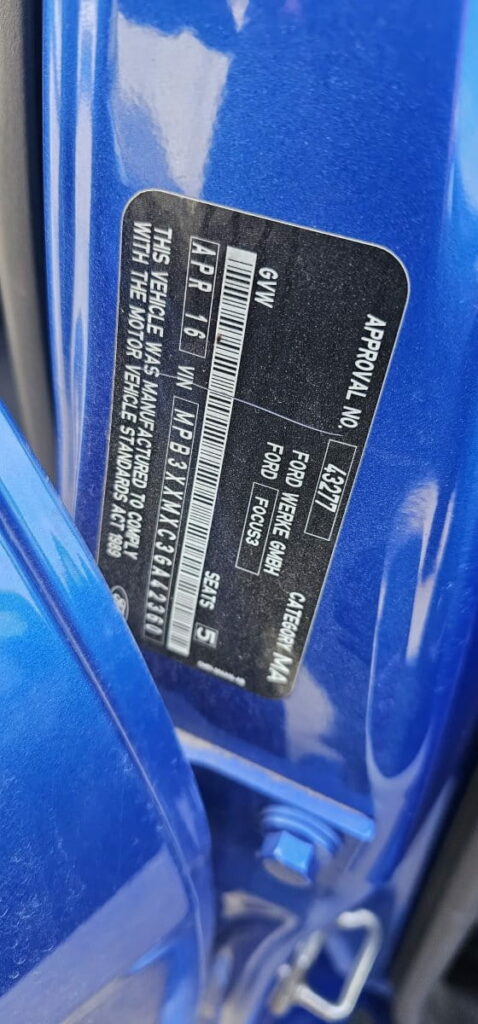 APPROVAL NO. 43277 CATEGORY MA
FORD WERKE GMBH
FORD FOCUS3
GVW SEATS 5
APR 16 VIN
THIS VEHICLE WAS MANUFACTURED TO COMPLY
WITH THE MOTOR VEHICLE STANDARDS ACT 1989